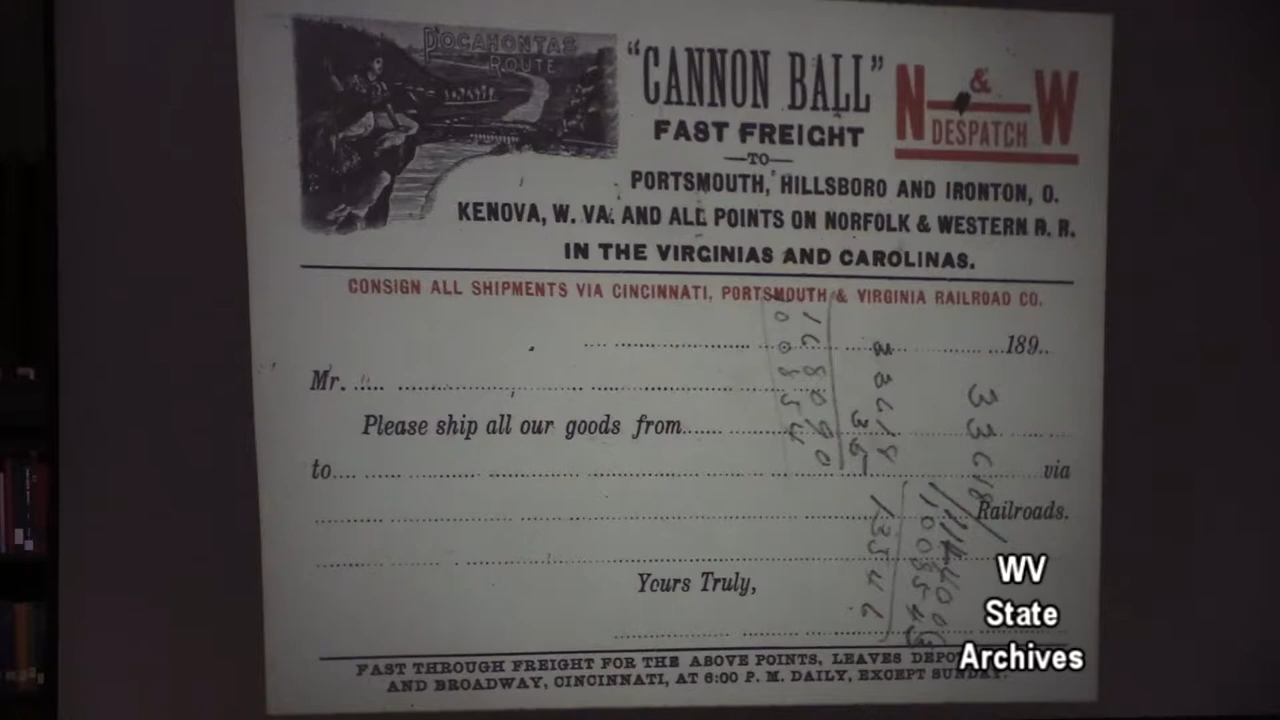 POCAHONTAS
ROUTE
"CANNON BALL"
FAST FREIGHT
—TO—
PORTSMOUTH, HILLSBORO AND IRONTON, O.
KENOVA, W. VA. AND ALL POINTS ON NORFOLK & WESTERN R. R.
IN THE VIRGINIAS AND CAROLINAS.
N & W
DESPATCH
CONSIGN ALL SHIPMENTS VIA CINCINNATI, PORTSMOUTH & VIRGINIA RAILROAD CO.
189..
Mr.
Please ship all our goods from
to via
Railroads.
Yours Truly,
FAST THROUGH FREIGHT FOR THE ABOVE POINTS, LEAVES
AND BROADWAY, CINCINNATI, AT 6:00 P. M. DAILY, EXCEPT SUNDAY.
WV
State
Archives